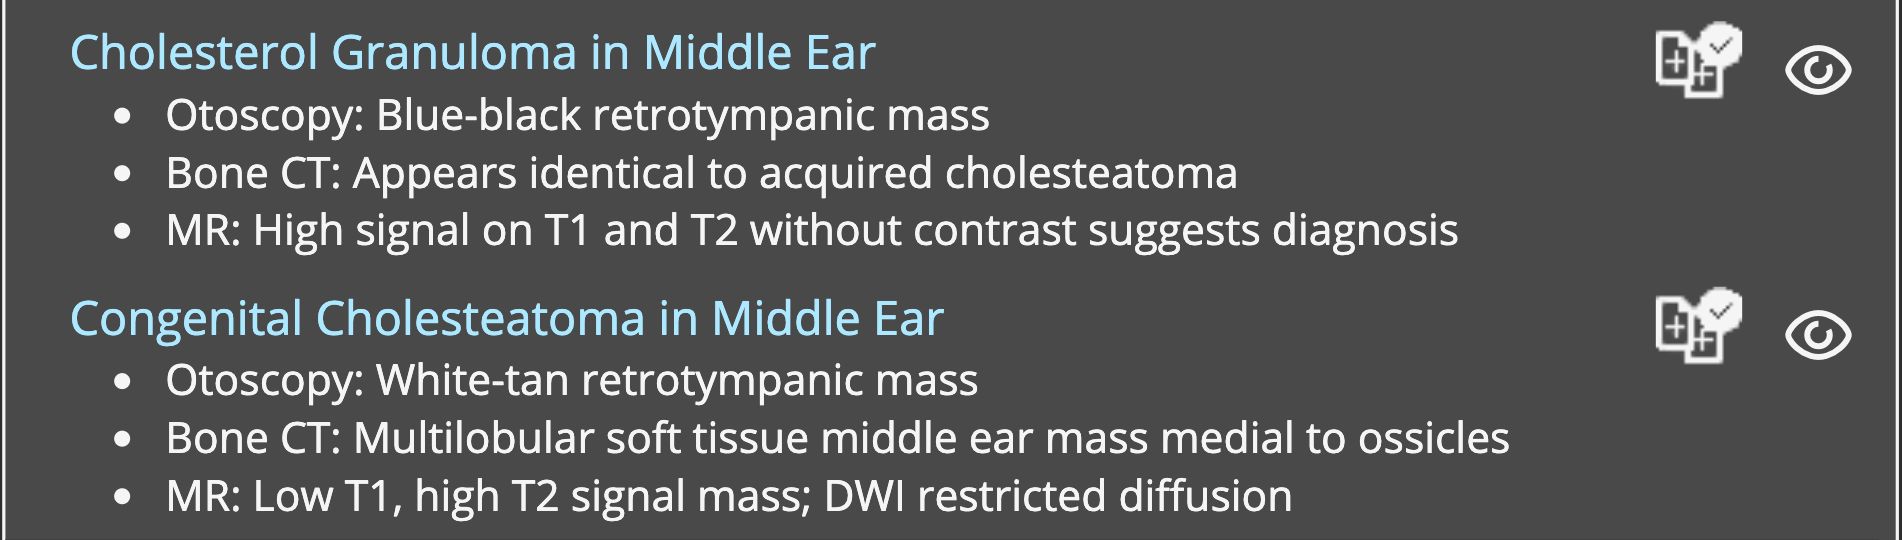 Cholesterol Granuloma in Middle Ear
• Otoscopy: Blue-black retrotympanic mass
• Bone CT: Appears identical to acquired cholesteatoma
• MR: High signal on T1 and T2 without contrast suggests diagnosis
Congenital Cholesteatoma in Middle Ear
• Otoscopy: White-tan retrotympanic mass
• Bone CT: Multilobular soft tissue middle ear mass medial to ossicles
• MR: Low T1, high T2 signal mass; DWI restricted diffusion